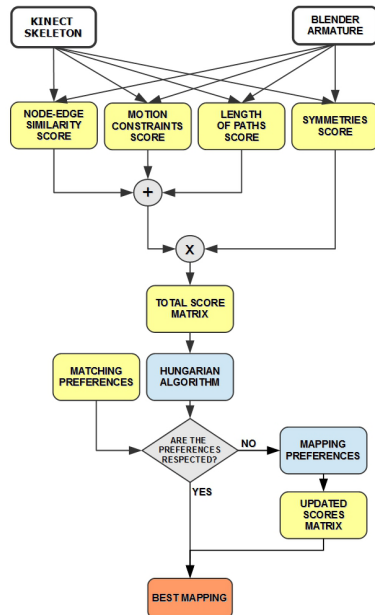 KINECT
SKELETON
BLENDER
ARMATURE
NODE-EDGE
SIMILARITY
SCORE
MOTION
CONSTRAINTS
SCORE
LENGTH
OF PATHS
SCORE
SYMMETRIES
SCORE
+
X
TOTAL SCORE
MATRIX
MATCHING
PREFERENCES
HUNGARIAN
ALGORITHM
ARE THE
PREFERENCES
RESPECTED?
NO
MAPPING
PREFERENCES
YES
UPDATED
SCORES
MATRIX
BEST MAPPING